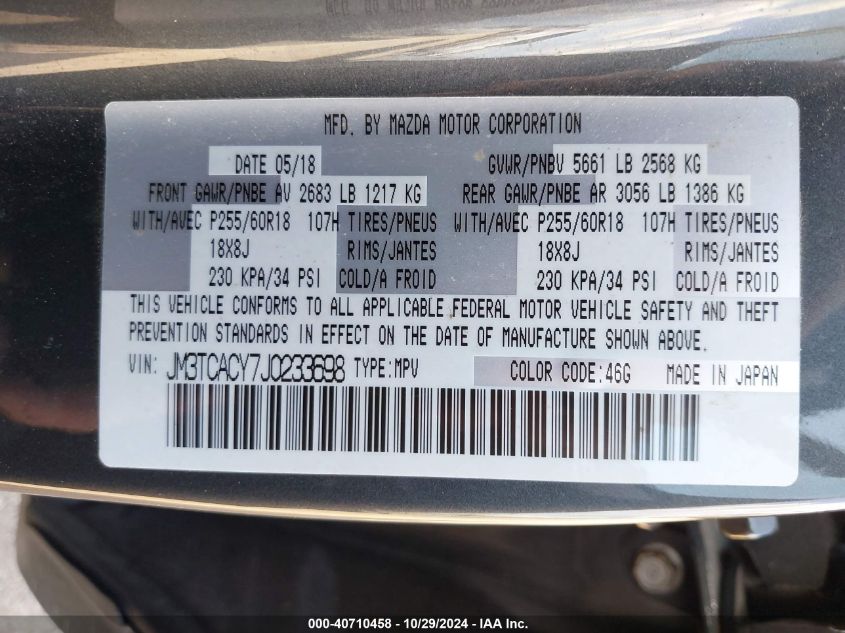 MFD. BY MAZDA MOTOR CORPORATION
DATE 05/18 GVWR/PNBV 5661 LB 2568 KG
FRONT GAWR/PNBE AV 2683 LB 1217 KG REAR GAWR/PNBE AR 3056 LB 1386 KG
WITH/AVEC P255/60R18 107H TIRES/PNEUS WITH/AVEC P255/60R18 107H TIRES/PNEUS
18X8J RIMS/JANTES 18X8J RIMS/JANTES
230 KPA/34 PSI COLD/A FROID 230 KPA/34 PSI COLD/A FROID
THIS VEHICLE CONFORMS TO ALL APPLICABLE FEDERAL MOTOR VEHICLE SAFETY AND THEFT
PREVENTION STANDARDS IN EFFECT ON THE DATE OF MANUFACTURE SHOWN ABOVE.
VIN: JM3TCACY7J0233698 TYPE:MPV COLOR CODE:46G MADE IN JAPAN
000-40710458 - 10/29/2024 - IAA Inc.